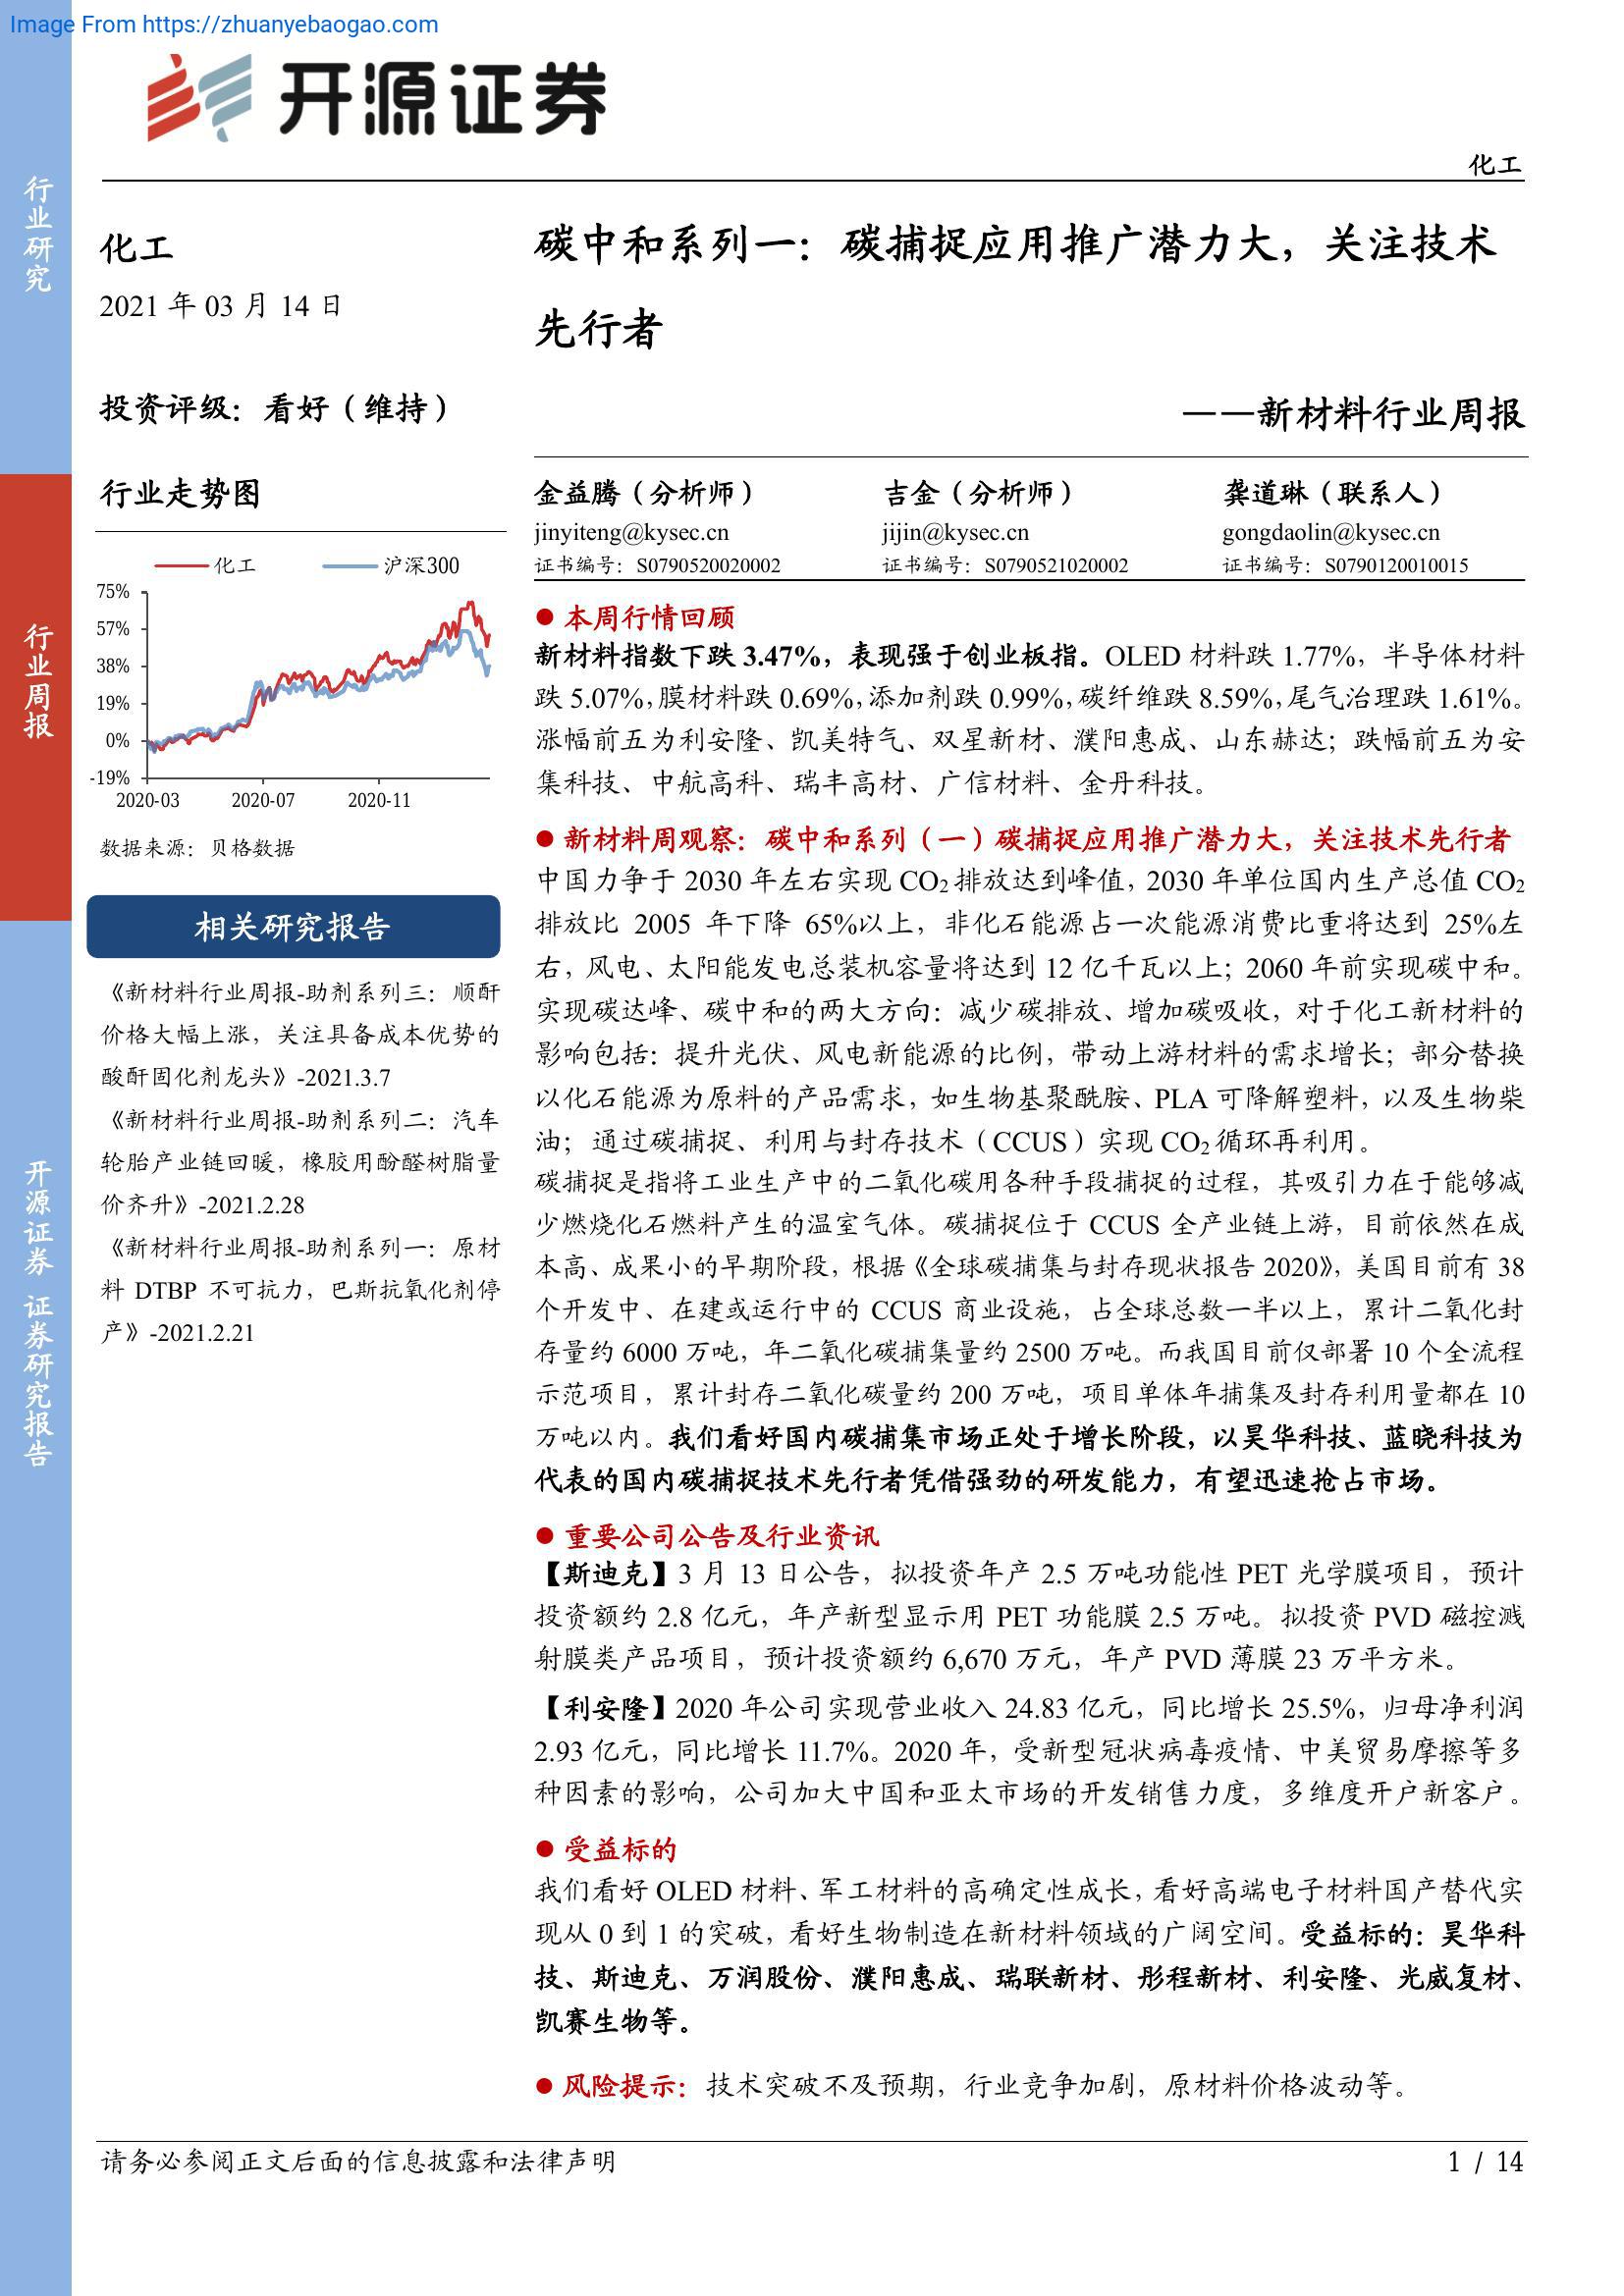 Image From https://zhuanyebaogao.com
开源证券
化工
行业研究
行业周报
开源证券 证券研究报告
化工
2021 年 03 月 14 日
投资评级：看好（维持）
行业走势图
化工 沪深300
75%
57%
38%
19%
0%
-19%
2020-03 2020-07 2020-11
数据来源：贝格数据
相关研究报告
《新材料行业周报-助剂系列三：顺酐
价格大幅上涨，关注具备成本优势的
酸酐固化剂龙头》-2021.3.7
《新材料行业周报-助剂系列二：汽车
轮胎产业链回暖，橡胶用酚醛树脂量
价齐升》-2021.2.28
《新材料行业周报-助剂系列一：原材
料 DTBP 不可抗力，巴斯抗氧化剂停
产》-2021.2.21
碳中和系列一：碳捕捉应用推广潜力大，关注技术
先行者
——新材料行业周报
金益腾（分析师） 吉金（分析师） 龚道琳（联系人）
jinyiteng@kysec.cn jijin@kysec.cn gongdaolin@kysec.cn
证书编号：S0790520020002 证书编号：S0790521020002 证书编号：S0790120010015
● 本周行情回顾
新材料指数下跌 3.47%，表现强于创业板指。OLED 材料跌 1.77%，半导体材料
跌 5.07%，膜材料跌 0.69%，添加剂跌 0.99%，碳纤维跌 8.59%，尾气治理跌 1.61%。
涨幅前五为利安隆、凯美特气、双星新材、濮阳惠成、山东赫达；跌幅前五为安
集科技、中航高科、瑞丰高材、广信材料、金丹科技。
● 新材料周观察：碳中和系列（一）碳捕捉应用推广潜力大，关注技术先行者
中国力争于 2030 年左右实现 CO₂ 排放达到峰值，2030 年单位国内生产总值 CO₂
排放比 2005 年下降 65%以上，非化石能源占一次能源消费比重将达到 25%左
右，风电、太阳能发电总装机容量将达到 12 亿千瓦以上；2060 年前实现碳中和。
实现碳达峰、碳中和的两大方向：减少碳排放、增加碳吸收，对于化工新材料的
影响包括：提升光伏、风电新能源的比例，带动上游材料的需求增长；部分替换
以化石能源为原料的产品需求，如生物基聚酰胺、PLA 可降解塑料，以及生物柴
油；通过碳捕捉、利用与封存技术（CCUS）实现 CO₂ 循环再利用。
碳捕捉是指将工业生产中的二氧化碳用各种手段捕捉的过程，其吸引力在于能够减
少燃烧化石燃料产生的温室气体。碳捕捉位于 CCUS 全产业链上游，目前依然在成
本高、成果小的早期阶段，根据《全球碳捕集与封存现状报告 2020》，美国目前有 38
个开发中、在建或运行中的 CCUS 商业设施，占全球总数一半以上，累计二氧化封
存量约 6000 万吨，年二氧化碳捕集量约 2500 万吨。而我国目前仅部署 10 个全流程
示范项目，累计封存二氧化碳量约 200 万吨，项目单体年捕集及封存利用量都在 10
万吨以内。我们看好国内碳捕集市场正处于增长阶段，以昊华科技、蓝晓科技为
代表的国内碳捕捉技术先行者凭借强劲的研发能力，有望迅速抢占市场。
● 重要公司公告及行业资讯
【斯迪克】3 月 13 日公告，拟投资年产 2.5 万吨功能性 PET 光学膜项目，预计
投资额约 2.8 亿元，年产新型显示用 PET 功能膜 2.5 万吨。拟投资 PVD 磁控溅
射膜类产品项目，预计投资额约 6,670 万元，年产 PVD 薄膜 23 万平方米。
【利安隆】2020 年公司实现营业收入 24.83 亿元，同比增长 25.5%，归母净利润
2.93 亿元，同比增长 11.7%。2020 年，受新型冠状病毒疫情、中美贸易摩擦等多
种因素的影响，公司加大中国和亚太市场的开发销售力度，多维度开户新客户。
● 受益标的
我们看好 OLED 材料、军工材料的高确定性成长，看好高端电子材料国产替代实
现从 0 到 1 的突破，看好生物制造在新材料领域的广阔空间。受益标的：昊华科
技、斯迪克、万润股份、濮阳惠成、瑞联新材、彤程新材、利安隆、光威复材、
凯赛生物等。
● 风险提示：技术突破不及预期，行业竞争加剧，原材料价格波动等。
请务必参阅正文后面的信息披露和法律声明 1 / 14